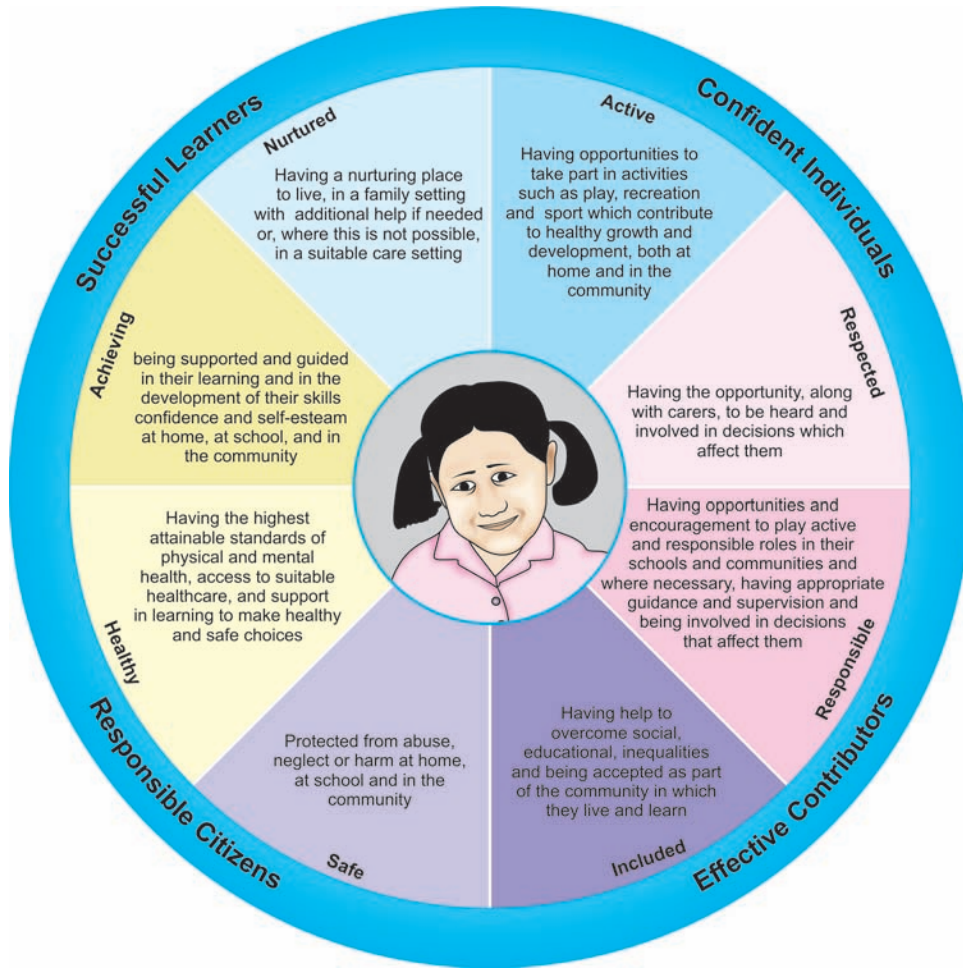 Successful Learners
Confident Individuals
Nurtured
Having a nurturing place
to live, in a family setting
with additional help if needed
or, where this is not possible,
in a suitable care setting
Active
Having opportunities to
take part in activities
such as play, recreation
and sport which contribute
to healthy growth and
development, both at
home and in the
community
Achieving
being supported and guided
in their learning and in the
development of their skills
confidence and self-esteam
at home, at school, and in
the community
Respected
Having the opportunity, along
with carers, to be heard and
involved in decisions which
affect them
Having the highest
attainable standards of
physical and mental
health, access to suitable
healthcare, and support
in learning to make healthy
and safe choices
Healthy
Having opportunities and
encouragement to play active
and responsible roles in their
schools and communities and
where necessary, having appropriate
guidance and supervision and
being involved in decisions
that affect them
Responsible
Protected from abuse,
neglect or harm at home,
at school and in the
community
Safe
Having help to
overcome social,
educational, inequalities
and being accepted as part
of the community in which
they live and learn
Included
Responsible Citizens
Effective Contributors